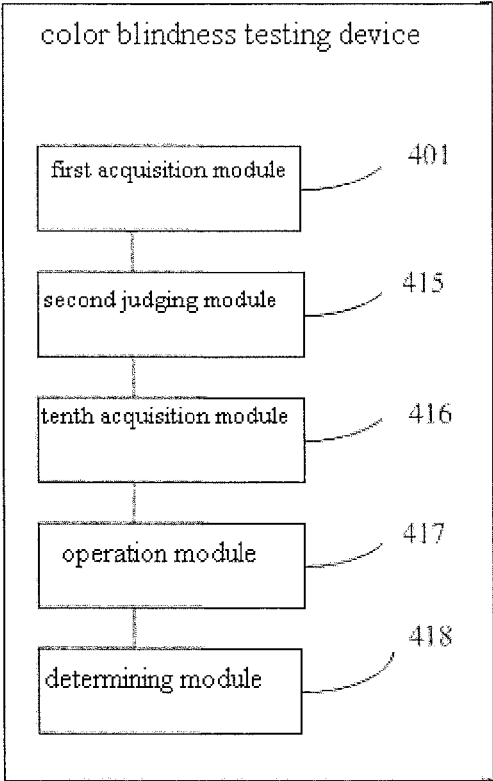 color blindness testing device
first acquisition module
401
second judging module
415
tenth acquisition module
416
operation module
417
determining module
418